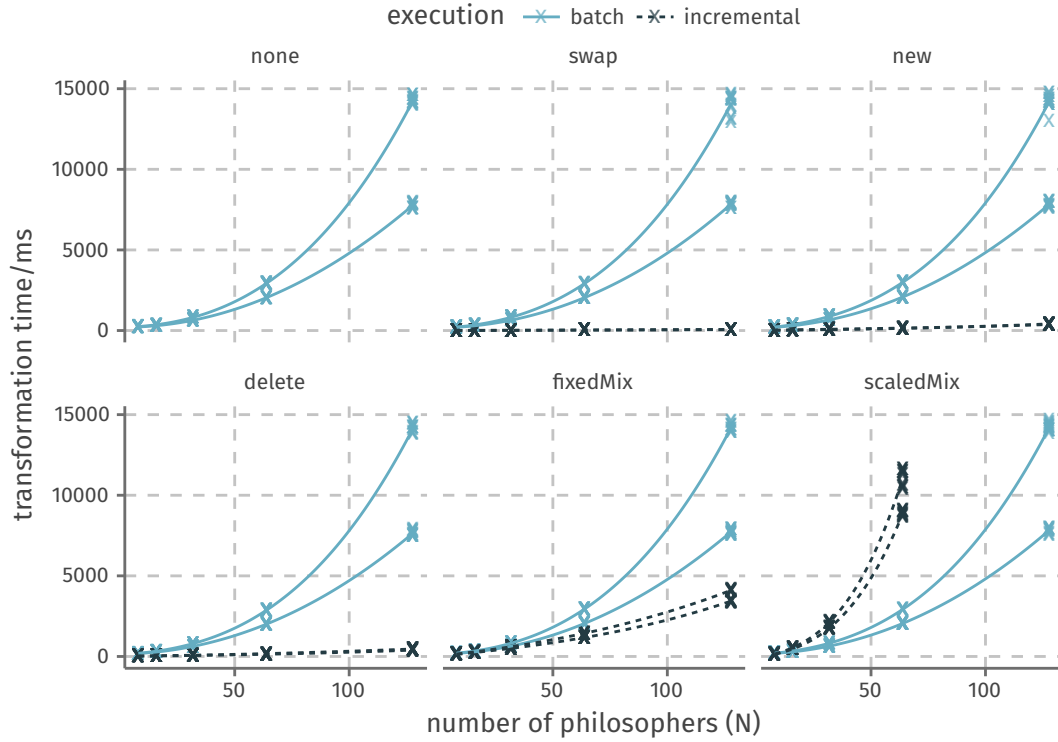 execution batch incremental
none swap new
15000
10000
5000
0
delete fixedMix scaledMix
15000
10000
5000
0
50 100 50 100 50 100
transformation time/ms
number of philosophers (N)